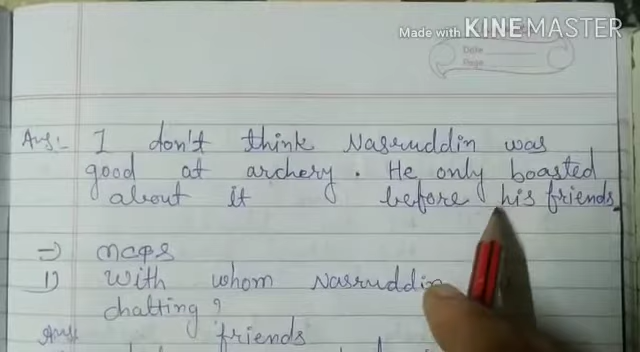 Made with KINEMASTER
Date
Page
Ans:- I don't think Nasruddin was
good at archery. He only boasted
about it before his friends.
=) MCQS
1) With whom Nasruddin
chatting?
Ans: friends